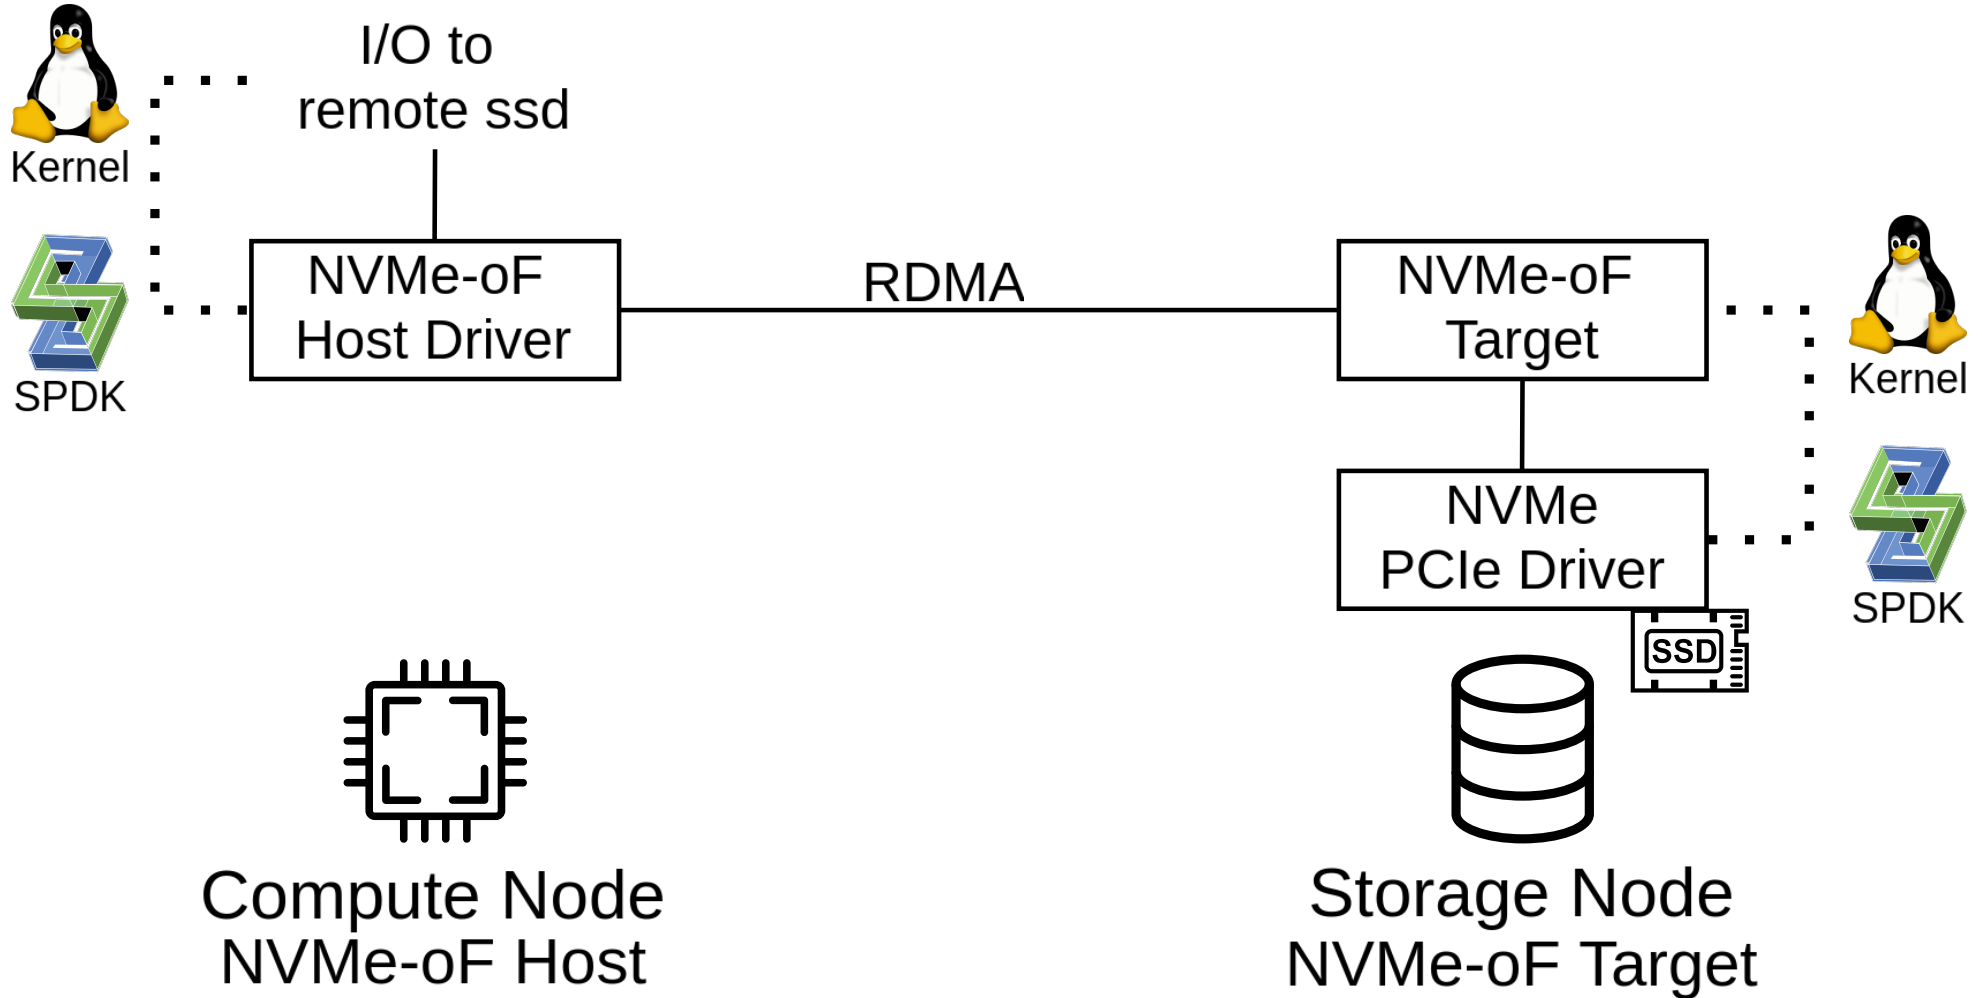 I/O to
remote ssd
Kernel
SPDK
NVMe-oF
Host Driver
RDMA
NVMe-oF
Target
Kernel
NVMe
PCIe Driver
SPDK
SSD
Compute Node
NVMe-oF Host
Storage Node
NVMe-oF Target